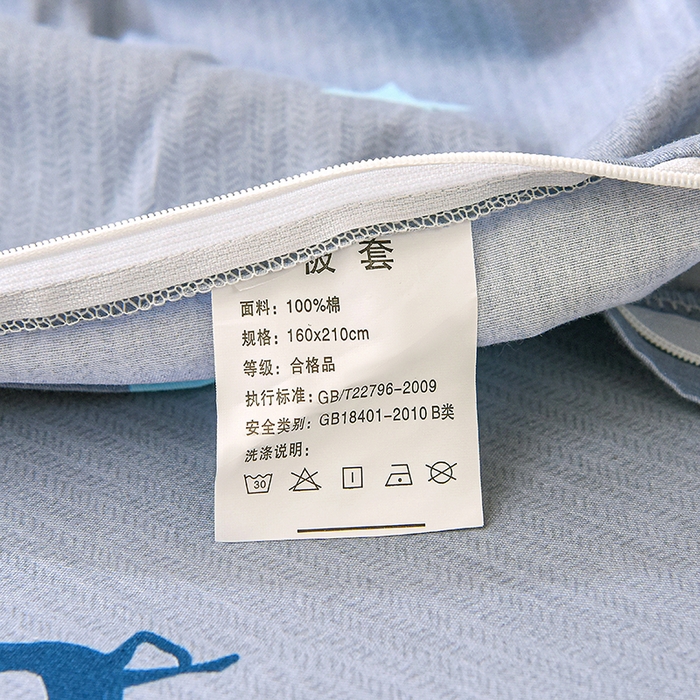 被套
面料：100%棉
规格：160x210cm
等级：合格品
执行标准：GB/T22796-2009
安全类别：GB18401-2010 B类
洗涤说明：
30